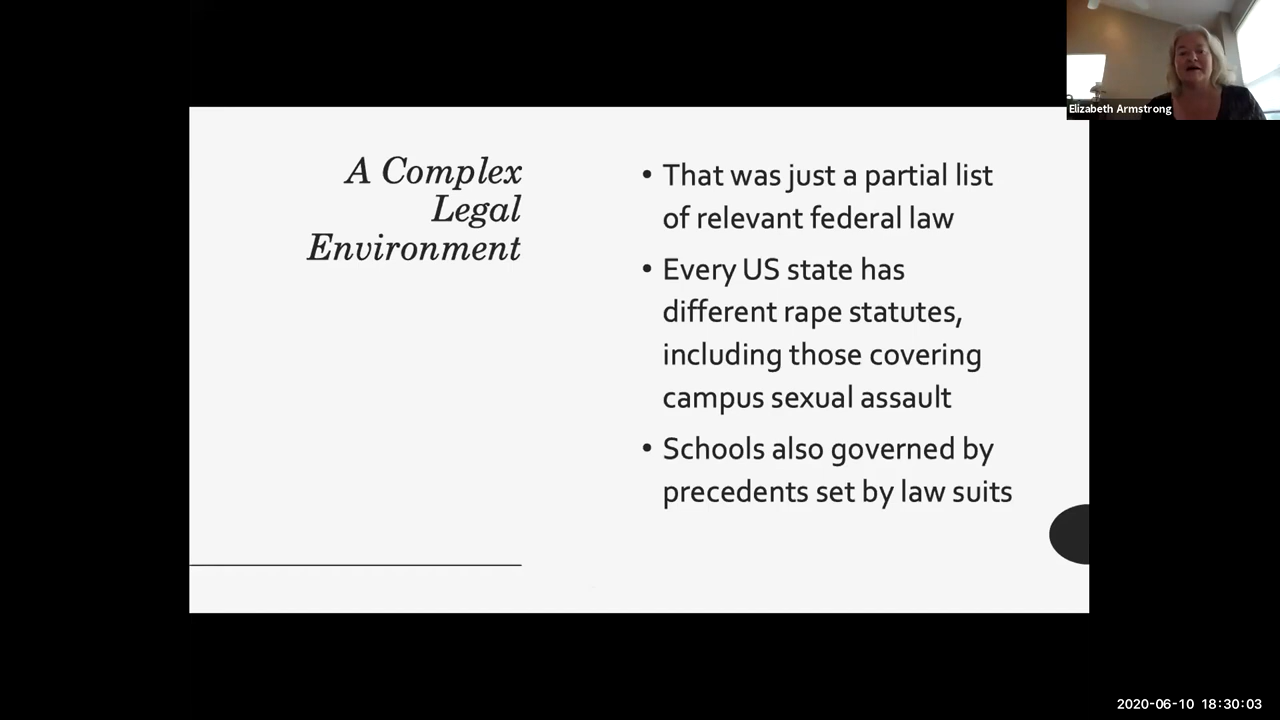 Elizabeth Armstrong
A Complex
Legal
Environment
• That was just a partial list
of relevant federal law
• Every US state has
different rape statutes,
including those covering
campus sexual assault
• Schools also governed by
precedents set by law suits
2020-06-10 18:30:03